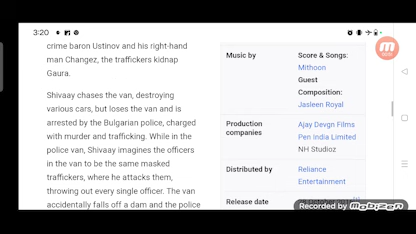 3:20
crime baron Ustinov and his right-hand
man Changez, the traffickers kidnap
Gaura.
Shivaay chases the van, destroying
various cars, but loses the van and is
arrested by the Bulgarian police, charged
with murder and trafficking. While in the
police van, Shivaay imagines the officers
in the van to be the same masked
traffickers, where he attacks them,
throwing out every single officer. The van
accidentally falls off a dam and the police
Music by
Score & Songs:
Mithoon
Guest
Composition:
Jasleen Royal
Production
companies
Ajay Devgn Films
Pen India Limited
NH Studioz
Distributed by
Reliance
Entertainment
Release date
Recorded by Mobizen